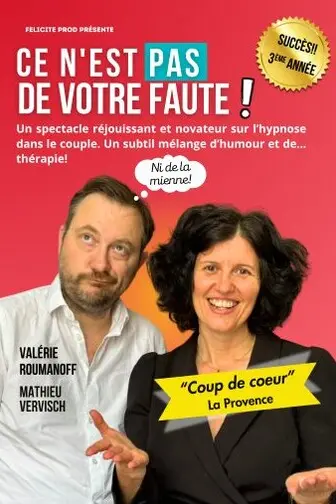 FELICITE PROD PRÉSENTE
SUCCÈS!!
3ÈME ANNÉE
CE N'EST PAS
DE VOTRE FAUTE !
Un spectacle réjouissant et novateur sur l'hypnose
dans le couple. Un subtil mélange d'humour et de...
thérapie!
Ni de la
mienne!
VALÉRIE
ROUMANOFF
MATHIEU
VERVISCH
"Coup de coeur"
La Provence